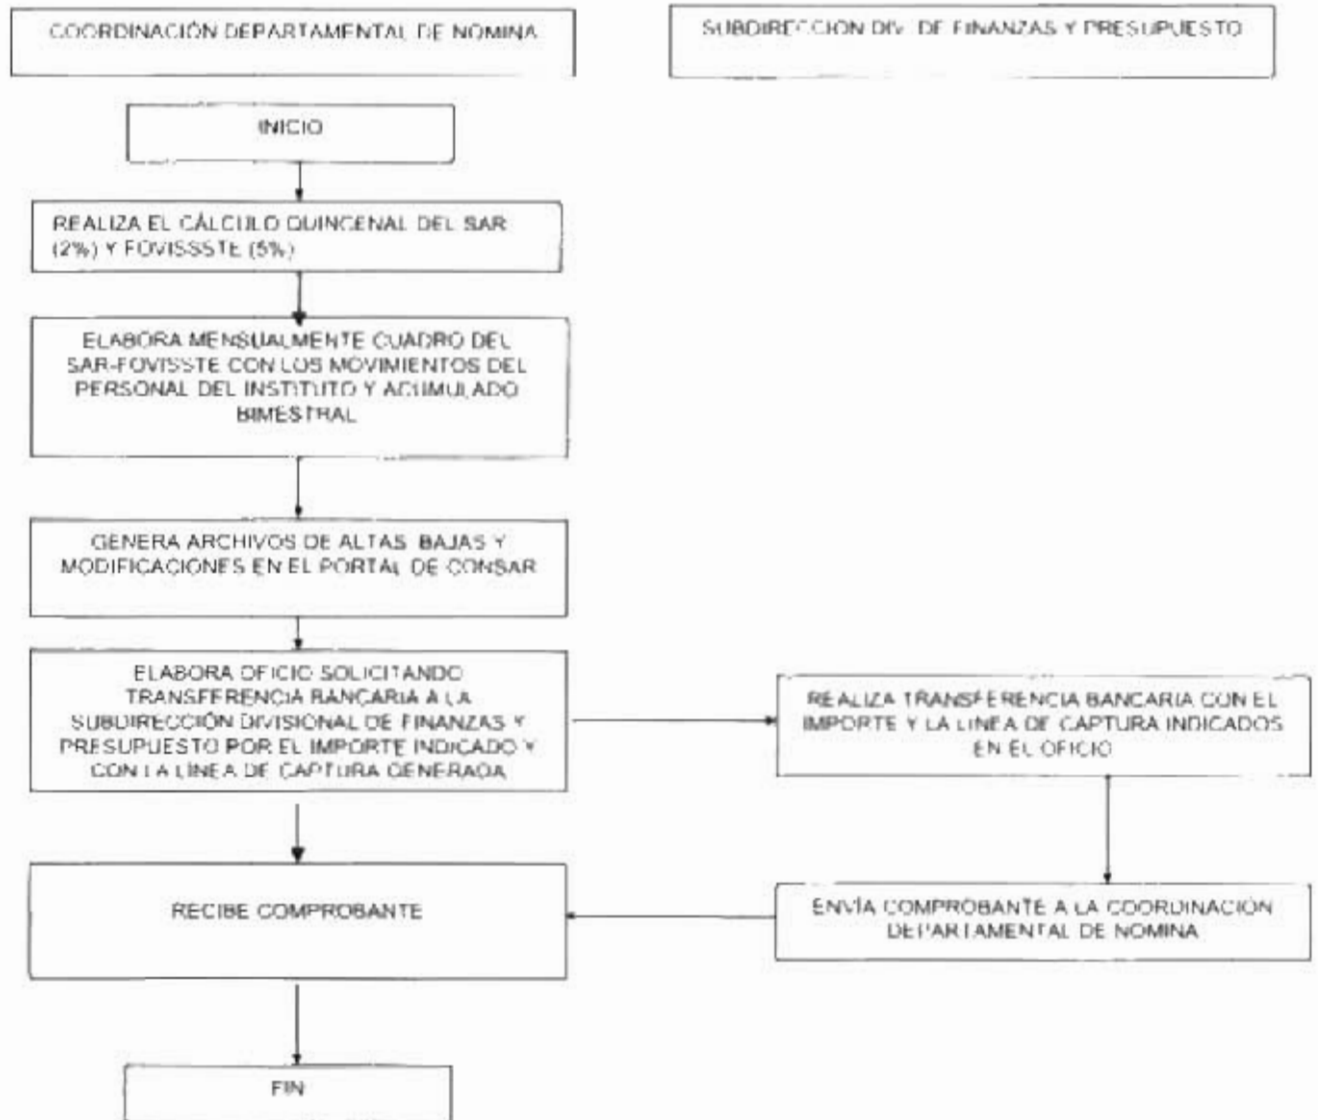 COORDINACIÓN DEPARTAMENTAL DE NOMINA
SUBDIRECCION DIV. DE FINANZAS Y PRESUPUESTO
INICIO
REALIZA EL CÁLCULO QUINCENAL DEL SAR
(2%) Y FOVISSSTE (5%)
ELABORA MENSUALMENTE CUADRO DEL
SAR-FOVISSTE CON LOS MOVIMIENTOS DEL
PERSONAL DEL INSTITUTO Y ACUMULADO
BIMESTRAL
GENERA ARCHIVOS DE ALTAS BAJAS Y
MODIFICACIONES EN EL PORTAL DE CONSAR
ELABORA OFICIO SOLICITANDO
TRANSFERENCIA BANCARIA A LA
SUBDIRECCIÓN DIVISIONAL DE FINANZAS Y
PRESUPUESTO POR EL IMPORTE INDICADO Y
CON LA LÍNEA DE CAPTURA GENERADA
REALIZA TRANSFERENCIA BANCARIA CON EL
IMPORTE Y LA LINEA DE CAPTURA INDICADOS
EN EL OFICIO
RECIBE COMPROBANTE
ENVÍA COMPROBANTE A LA COORDINACIÓN
DEPARTAMENTAL DE NOMINA
FIN